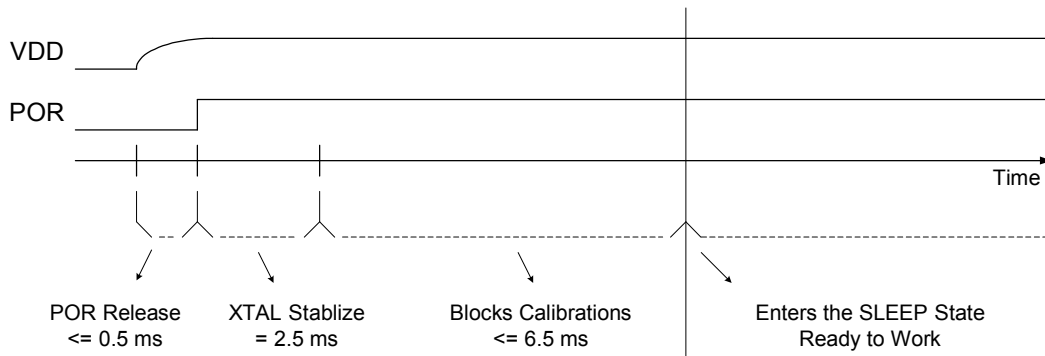 VDD
POR
Time
POR Release
<= 0.5 ms
XTAL Stablize
= 2.5 ms
Blocks Calibrations
<= 6.5 ms
Enters the SLEEP State
Ready to Work